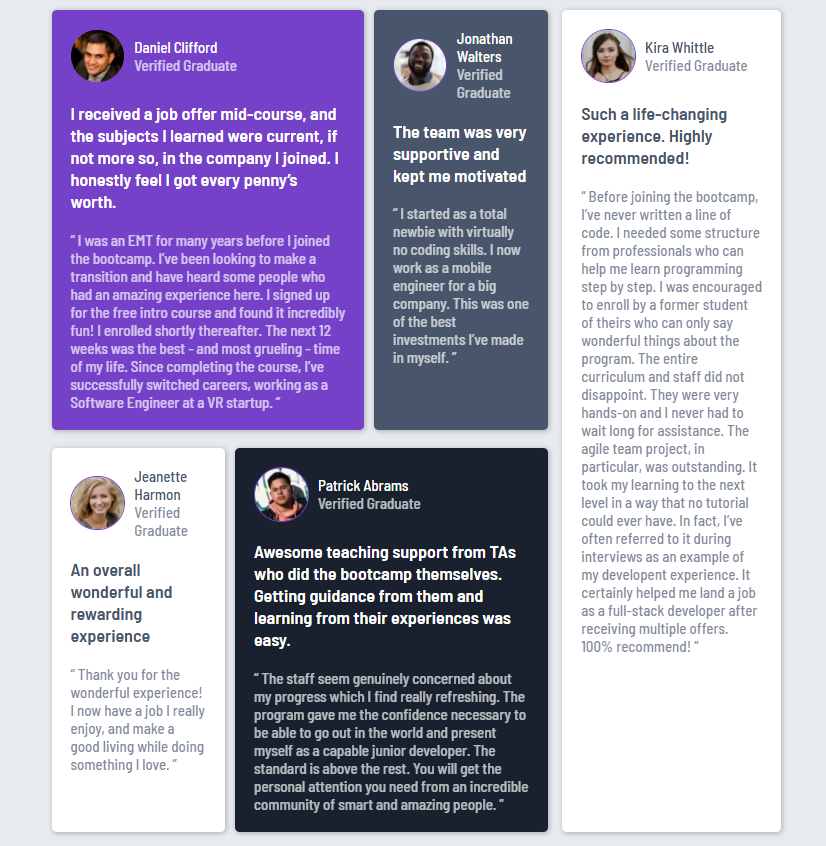 Daniel Clifford
Verified Graduate
I received a job offer mid-course, and
the subjects I learned were current, if
not more so, in the company I joined. I
honestly feel I got every penny’s
worth.
“ I was an EMT for many years before I joined
the bootcamp. I’ve been looking to make a
transition and have heard some people who
had an amazing experience here. I signed up
for the free intro course and found it incredibly
fun! I enrolled shortly thereafter. The next 12
weeks was the best - and most grueling - time
of my life. Since completing the course, I’ve
successfully switched careers, working as a
Software Engineer at a VR startup. ”
Jonathan
Walters
Verified
Graduate
The team was very
supportive and
kept me motivated
“ I started as a total
newbie with virtually
no coding skills. I now
work as a mobile
engineer for a big
company. This was one
of the best
investments I’ve made
in myself. ”
Kira Whittle
Verified Graduate
Such a life-changing
experience. Highly
recommended!
“ Before joining the bootcamp,
I’ve never written a line of
code. I needed some structure
from professionals who can
help me learn programming
step by step. I was encouraged
to enroll by a former student
of theirs who can only say
wonderful things about the
program. The entire
curriculum and staff did not
disappoint. They were very
hands-on and I never had to
wait long for assistance. The
agile team project, in
particular, was outstanding. It
took my learning to the next
level in a way that no tutorial
could ever have. In fact, I’ve
often referred to it during
interviews as an example of
my developent experience. It
certainly helped me land a job
as a full-stack developer after
receiving multiple offers.
100% recommend! ”
Jeanette
Harmon
Verified
Graduate
An overall
wonderful and
rewarding
experience
“ Thank you for the
wonderful experience!
I now have a job I really
enjoy, and make a
good living while doing
something I love. ”
Patrick Abrams
Verified Graduate
Awesome teaching support from TAs
who did the bootcamp themselves.
Getting guidance from them and
learning from their experiences was
easy.
“ The staff seem genuinely concerned about
my progress which I find really refreshing. The
program gave me the confidence necessary to
be able to go out in the world and present
myself as a capable junior developer. The
standard is above the rest. You will get the
personal attention you need from an incredible
community of smart and amazing people. ”